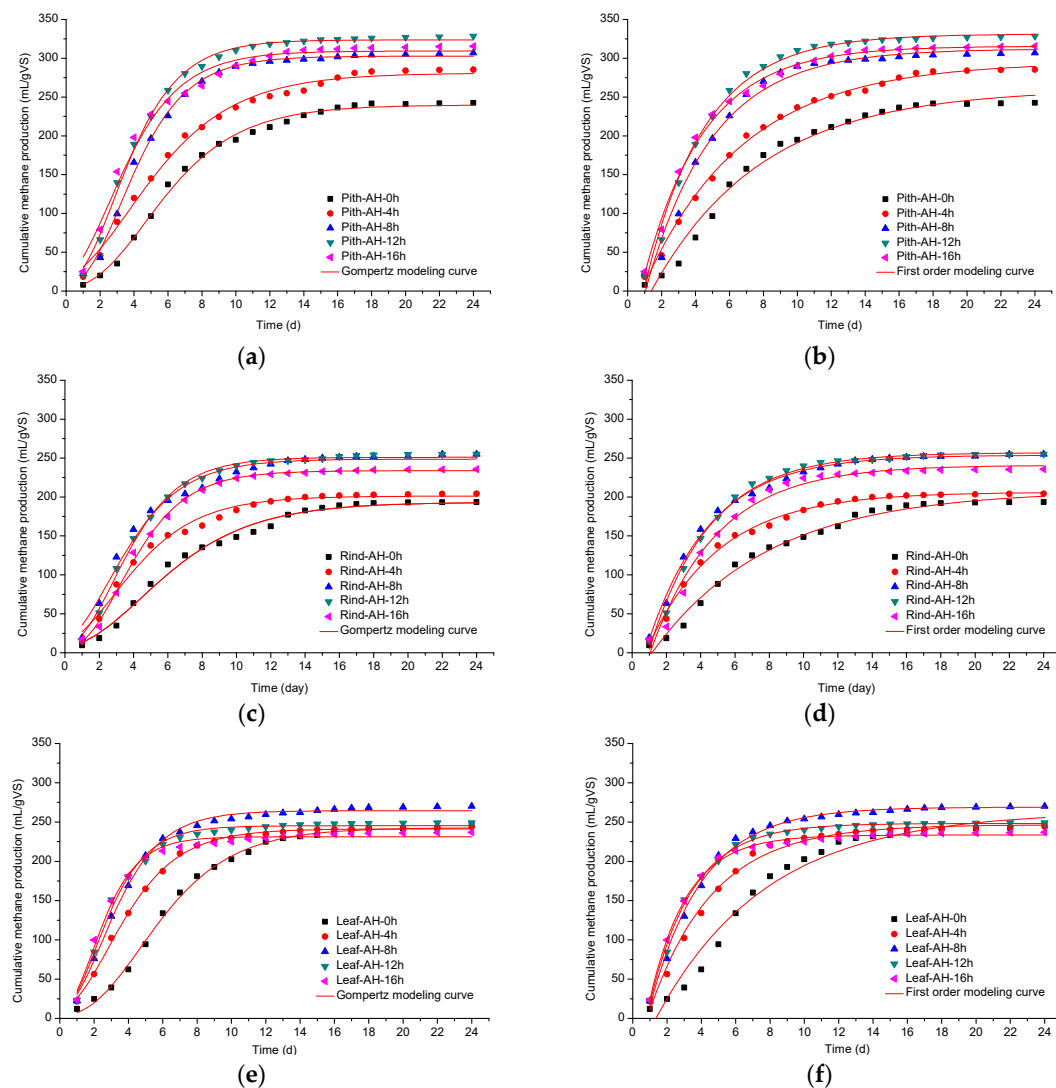 350
300
250
200
150
100
50
0
Cumulative methane production (mL/gVS)
Pith-AH-0h
Pith-AH-4h
Pith-AH-8h
Pith-AH-12h
Pith-AH-16h
Gompertz modeling curve
0 2 4 6 8 10 12 14 16 18 20 22 24
Time (d)
(a)
350
300
250
200
150
100
50
0
Cumulative methane production (mL/gVS)
Pith-AH-0h
Pith-AH-4h
Pith-AH-8h
Pith-AH-12h
Pith-AH-16h
First order modeling curve
0 2 4 6 8 10 12 14 16 18 20 22 24
Time (d)
(b)
350
300
250
200
150
100
50
0
Cumulative methane production (mL/gVS)
Rind-AH-0h
Rind-AH-4h
Rind-AH-8h
Rind-AH-12h
Rind-AH-16h
Gompertz modeling curve
0 2 4 6 8 10 12 14 16 18 20 22 24
Time (day)
(c)
350
300
250
200
150
100
50
0
Cumulative methane production (mL/gVS)
Rind-AH-0h
Rind-AH-4h
Rind-AH-8h
Rind-AH-12h
Rind-AH-16h
First order modeling curve
0 2 4 6 8 10 12 14 16 18 20 22 24
Time (day)
(d)
350
300
250
200
150
100
50
0
Cumulative methane production (mL/gVS)
Leaf-AH-0h
Leaf-AH-4h
Leaf-AH-8h
Leaf-AH-12h
Leaf-AH-16h
Gompertz modeling curve
0 2 4 6 8 10 12 14 16 18 20 22 24
Time (d)
(e)
350
300
250
200
150
100
50
0
Cumulative methane production (mL/gVS)
Leaf-AH-0h
Leaf-AH-4h
Leaf-AH-8h
Leaf-AH-12h
Leaf-AH-16h
First order modeling curve
0 2 4 6 8 10 12 14 16 18 20 22 24
Time (d)
(f)